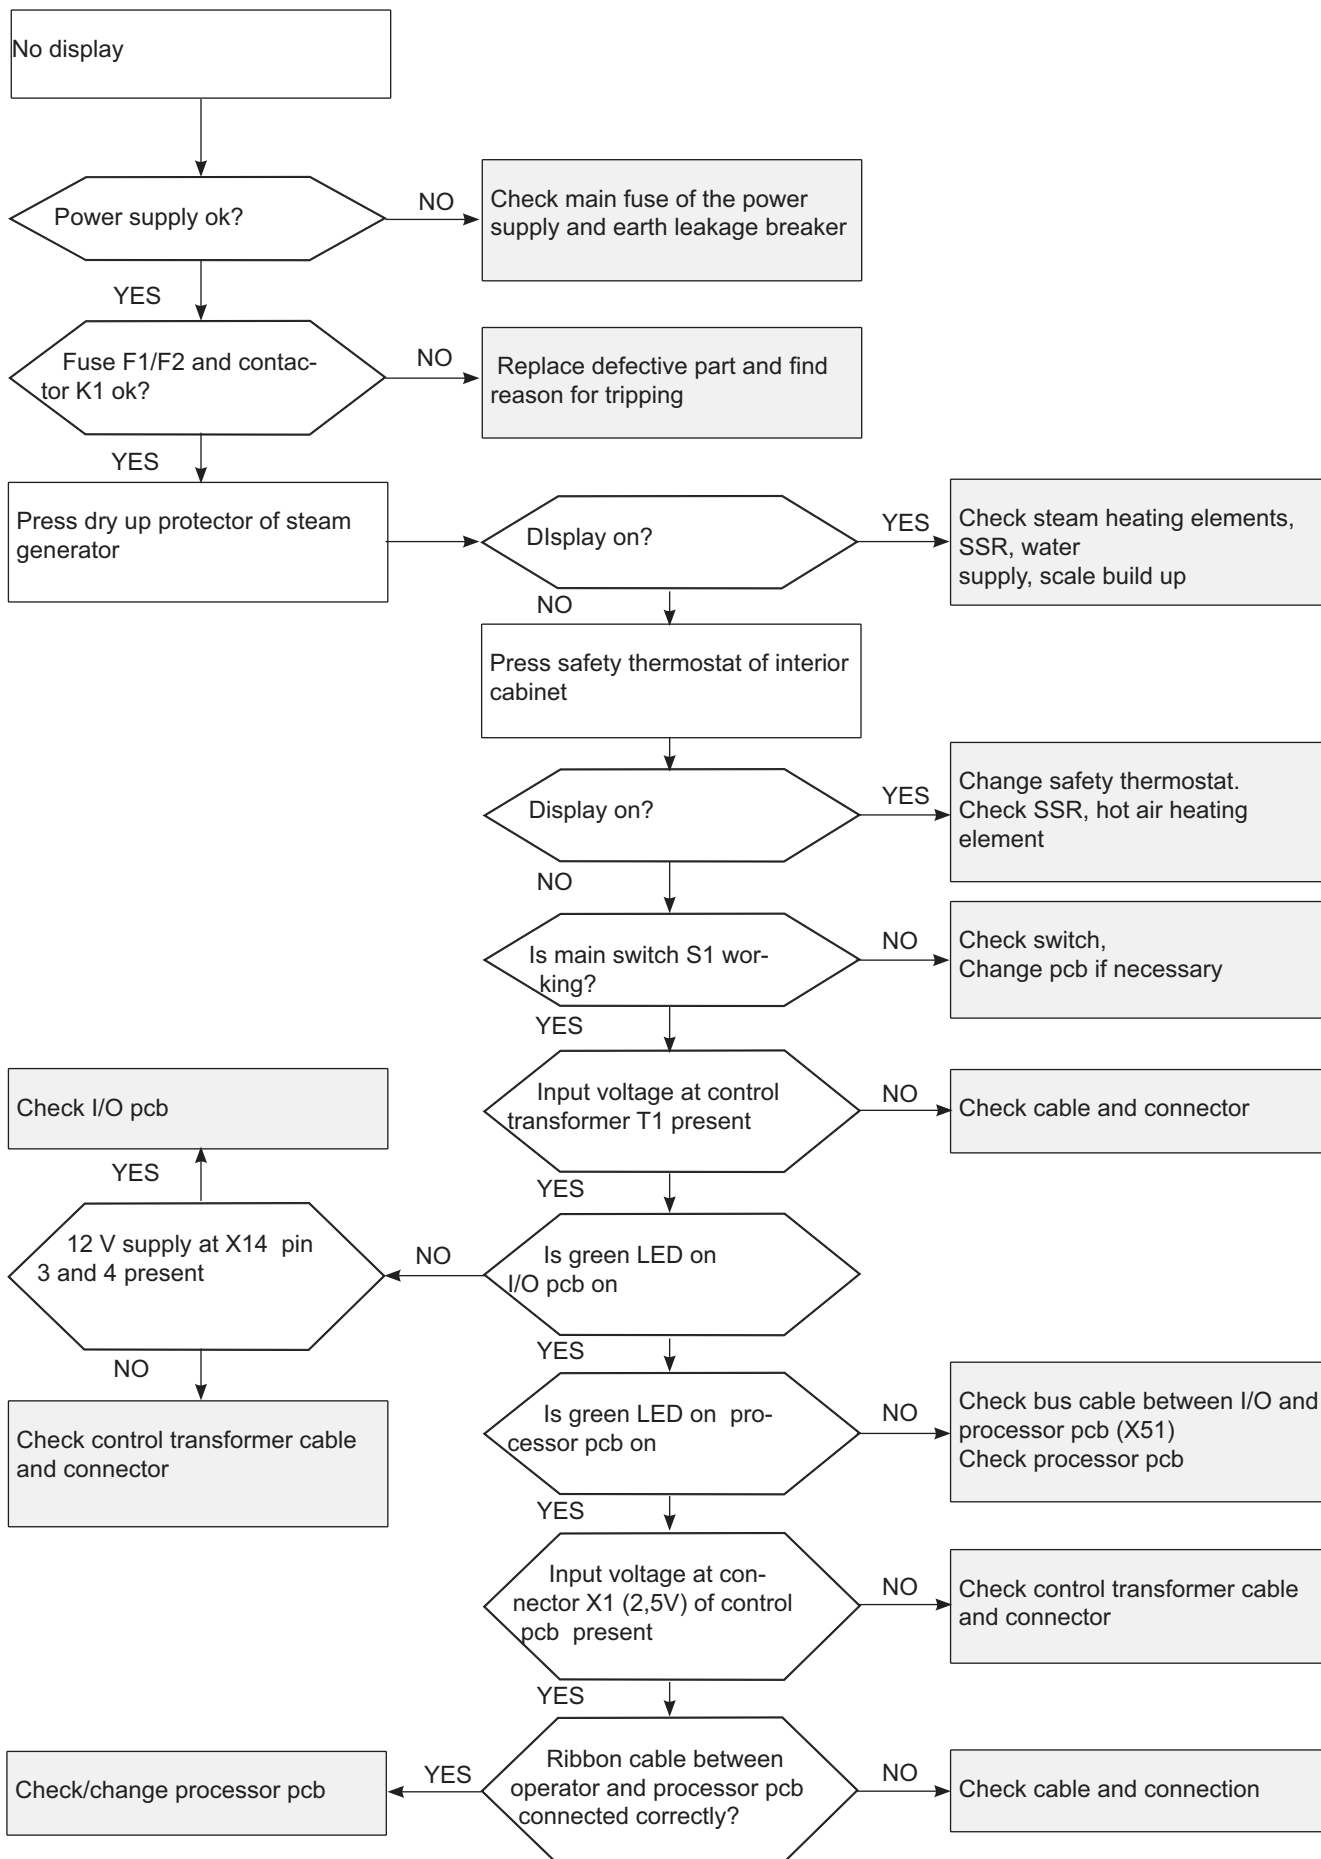 No display
Power supply ok?
NO
Check main fuse of the power
supply and earth leakage breaker
YES
Fuse F1/F2 and contac-
tor K1 ok?
NO
Replace defective part and find
reason for tripping
YES
Press dry up protector of steam
generator
DIsplay on?
YES
Check steam heating elements,
SSR, water
supply, scale build up
NO
Press safety thermostat of interior
cabinet
Display on?
YES
Change safety thermostat.
Check SSR, hot air heating
element
NO
Is main switch S1 wor-
king?
NO
Check switch,
Change pcb if necessary
YES
Input voltage at control
transformer T1 present
NO
Check cable and connector
YES
Check I/O pcb
YES
12 V supply at X14 pin
3 and 4 present
NO
Is green LED on
I/O pcb on
NO
Check control transformer cable
and connector
YES
Is green LED on pro-
cessor pcb on
NO
Check bus cable between I/O and
processor pcb (X51)
Check processor pcb
YES
Input voltage at con-
nector X1 (2,5V) of control
pcb present
NO
Check control transformer cable
and connector
YES
Ribbon cable between
operator and processor pcb
connected correctly?
YES
Check/change processor pcb
NO
Check cable and connection